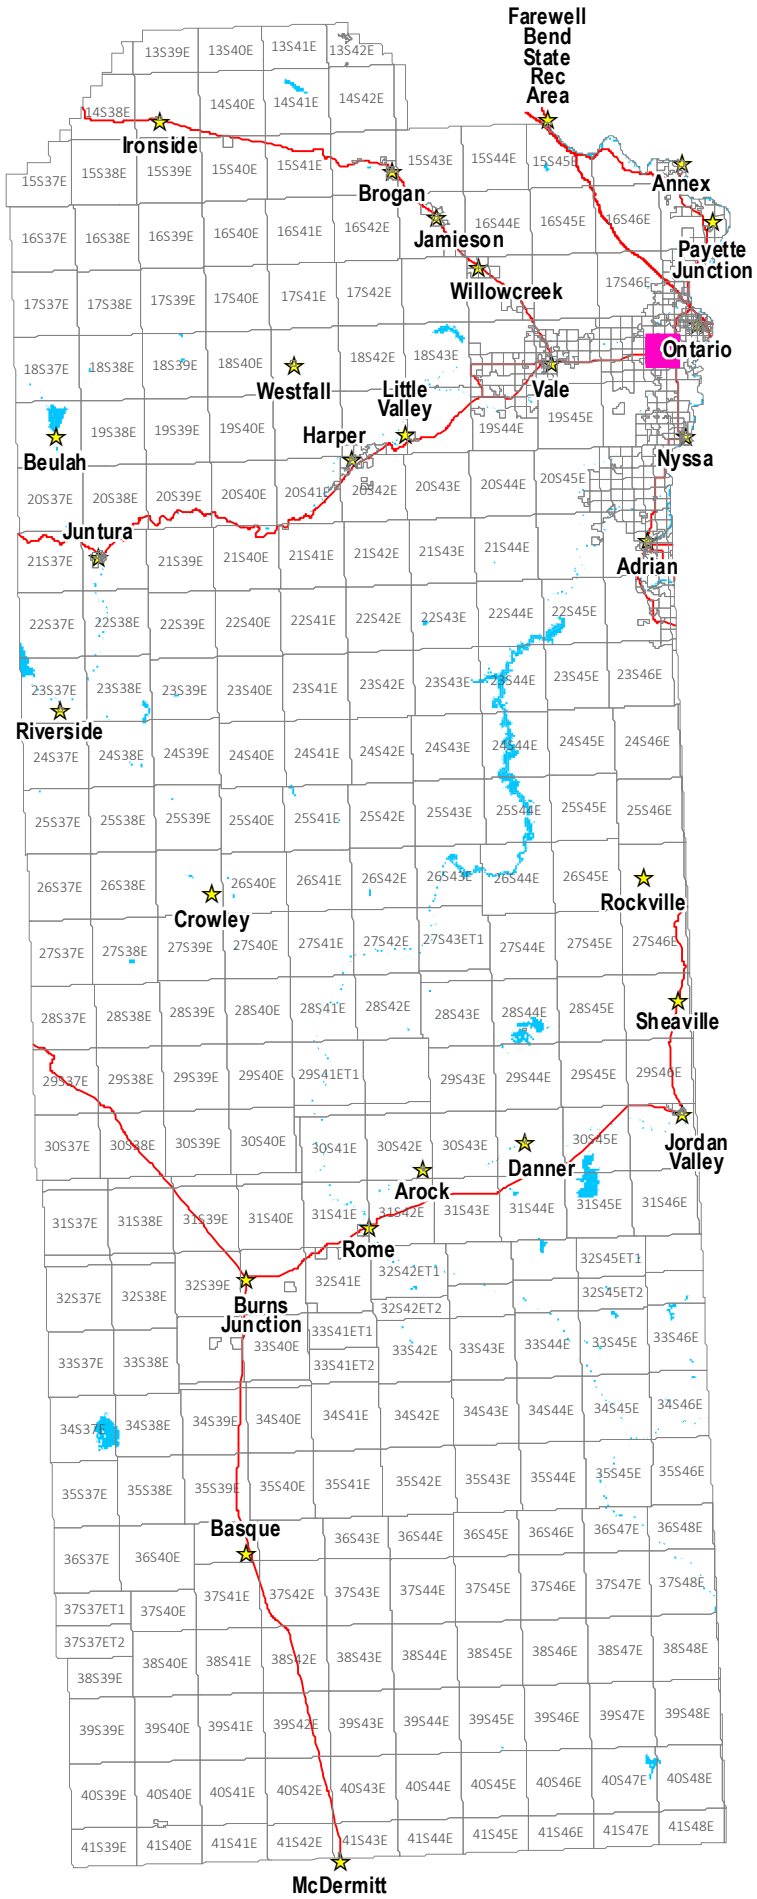 Farewell
Bend
State
Rec
Area
13S39E 13S40E 13S41E 13S42E
14S38E 14S40E 14S41E 14S42E
Ironside
15S37E 15S38E 15S39E 15S40E 15S41E 15S43E 15S44E 15S45E
Brogan
Annex
16S37E 16S38E 16S39E 16S40E 16S41E 16S42E 16S44E 16S45E 16S46E
Jamieson
Payette
Junction
17S37E 17S38E 17S39E 17S40E 17S41E 17S42E 17S46E
Willowcreek
Ontario
18S37E 18S38E 18S39E 18S40E 18S42E 18S43E
Westfall
Little
Valley
Vale
19S38E 19S39E 19S40E 19S44E 19S45E
Beulah
Harper
Nyssa
20S37E 20S38E 20S39E 20S40E 20S41E 20S42E 20S43E 20S44E 20S45E
Juntura
21S37E 21S39E 21S40E 21S41E 21S42E 21S43E 21S44E
Adrian
22S37E 22S38E 22S39E 22S40E 22S41E 22S42E 22S43E 22S44E 22S45E
23S37E 23S38E 23S39E 23S40E 23S41E 23S42E 23S43E 23S44E 23S45E 23S46E
Riverside
24S37E 24S38E 24S39E 24S40E 24S41E 24S42E 24S43E 24S44E 24S45E 24S46E
25S37E 25S38E 25S39E 25S40E 25S41E 25S42E 25S43E 25S44E 25S45E 25S46E
26S37E 26S38E 26S40E 26S41E 26S42E 26S43E 26S44E 26S45E
Crowley
Rockville
27S37E 27S38E 27S39E 27S40E 27S41E 27S42E 27S43ET1 27S44E 27S45E 27S46E
28S37E 28S38E 28S39E 28S40E 28S41E 28S42E 28S43E 28S44E 28S45E
Sheaville
29S37E 29S38E 29S39E 29S40E 29S41ET1 29S43E 29S44E 29S45E 29S46E
30S37E 30S38E 30S39E 30S40E 30S41E 30S42E 30S43E 30S45E
Jordan
Valley
Danner
Arock
31S37E 31S38E 31S39E 31S40E 31S41E 31S42E 31S43E 31S44E 31S45E 31S46E
Rome
32S37E 32S38E 32S39E 32S41E 32S42ET1 32S45ET1
32S42ET2 32S45ET2
Burns
Junction
33S41ET1
33S37E 33S38E 33S40E 33S41ET2 33S42E 33S43E 33S44E 33S45E 33S46E
34S37E 34S38E 34S39E 34S40E 34S41E 34S42E 34S43E 34S44E 34S45E 34S46E
35S37E 35S38E 35S39E 35S40E 35S41E 35S42E 35S43E 35S44E 35S45E 35S46E
Basque
36S37E 36S40E 36S43E 36S44E 36S45E 36S46E 36S47E 36S48E
37S37ET1 37S40E 37S41E 37S42E 37S43E 37S44E 37S45E 37S46E 37S47E 37S48E
37S37ET2
38S39E 38S40E 38S41E 38S42E 38S43E 38S44E 38S45E 38S46E 38S47E 38S48E
39S39E 39S40E 39S41E 39S42E 39S43E 39S44E 39S45E 39S46E 39S47E 39S48E
40S39E 40S40E 40S41E 40S42E 40S43E 40S44E 40S45E 40S46E 40S47E 40S48E
41S39E 41S40E 41S41E 41S42E 41S43E 41S44E 41S45E 41S46E 41S47E 41S48E
McDermitt